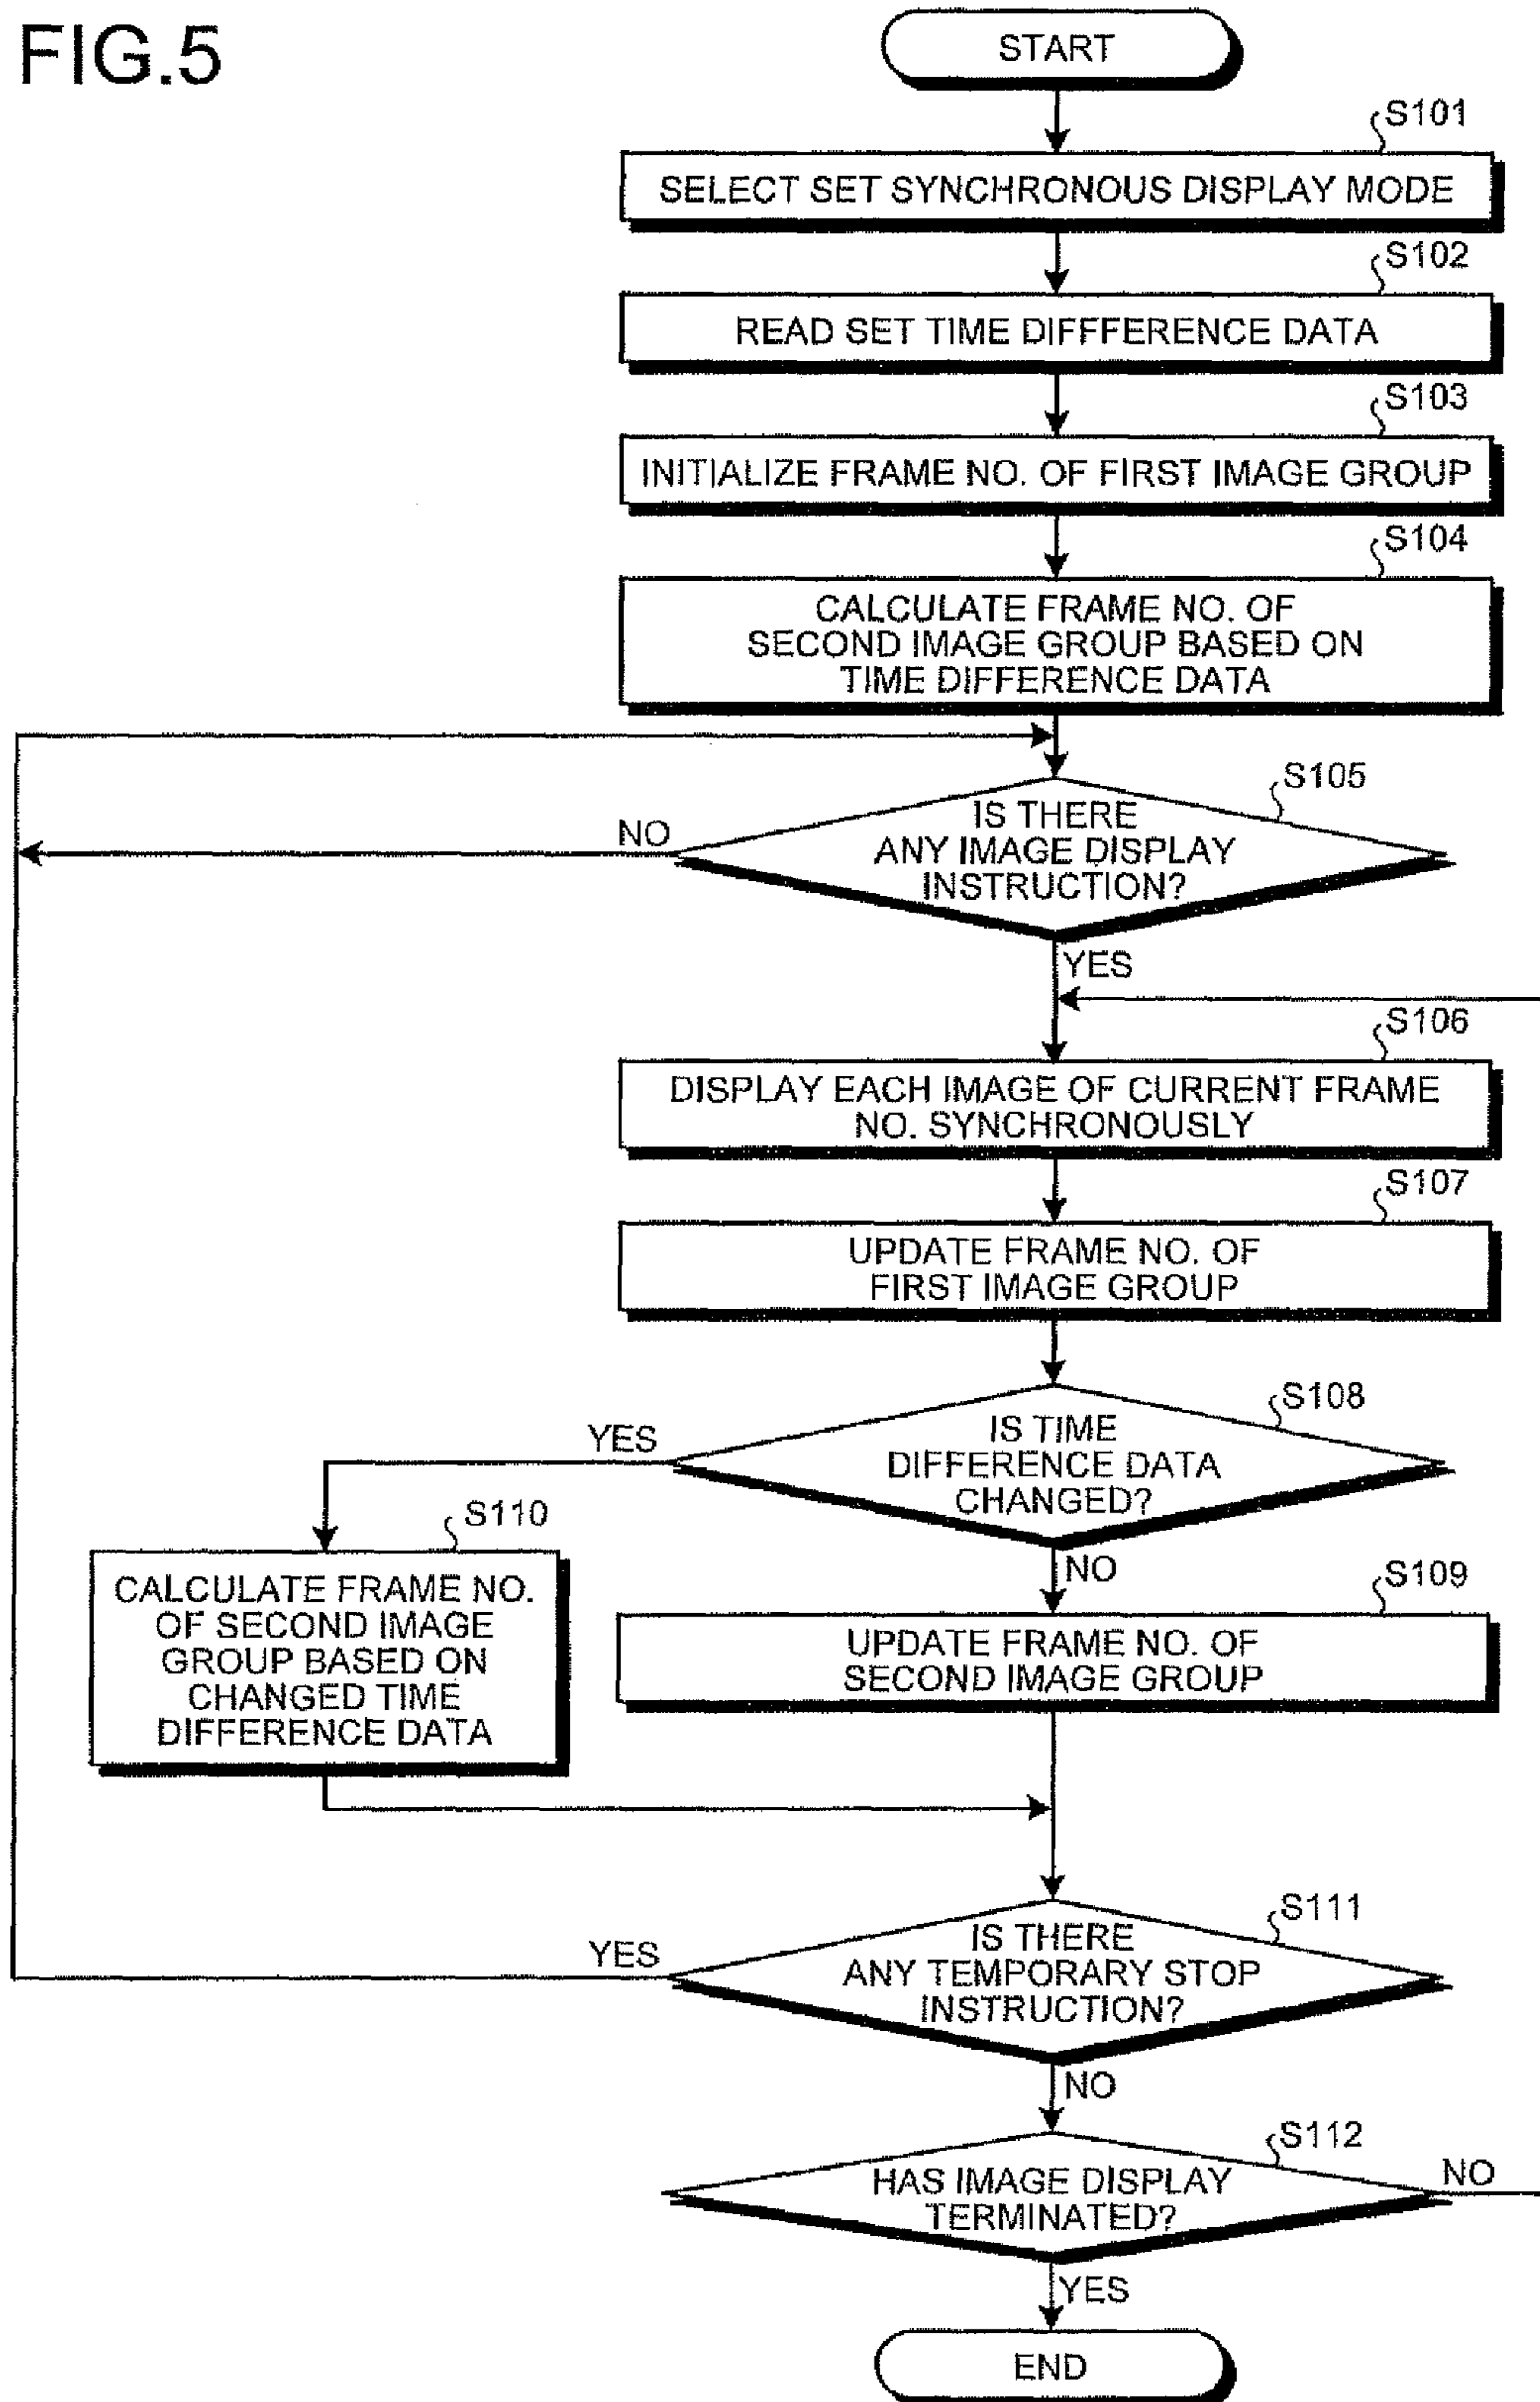 FIG.5
START
S101
SELECT SET SYNCHRONOUS DISPLAY MODE
S102
READ SET TIME DIFFFERENCE DATA
S103
INITIALIZE FRAME NO. OF FIRST IMAGE GROUP
S104
CALCULATE FRAME NO. OF
SECOND IMAGE GROUP BASED ON
TIME DIFFERENCE DATA
S105
IS THERE
ANY IMAGE DISPLAY
INSTRUCTION?
NO
YES
S106
DISPLAY EACH IMAGE OF CURRENT FRAME
NO. SYNCHRONOUSLY
S107
UPDATE FRAME NO. OF
FIRST IMAGE GROUP
S108
IS TIME
DIFFERENCE DATA
CHANGED?
YES
NO
S110
CALCULATE FRAME NO.
OF SECOND IMAGE
GROUP BASED ON
CHANGED TIME
DIFFERENCE DATA
S109
UPDATE FRAME NO. OF
SECOND IMAGE GROUP
S111
IS THERE
ANY TEMPORARY STOP
INSTRUCTION?
YES
NO
S112
HAS IMAGE DISPLAY
TERMINATED?
NO
YES
END